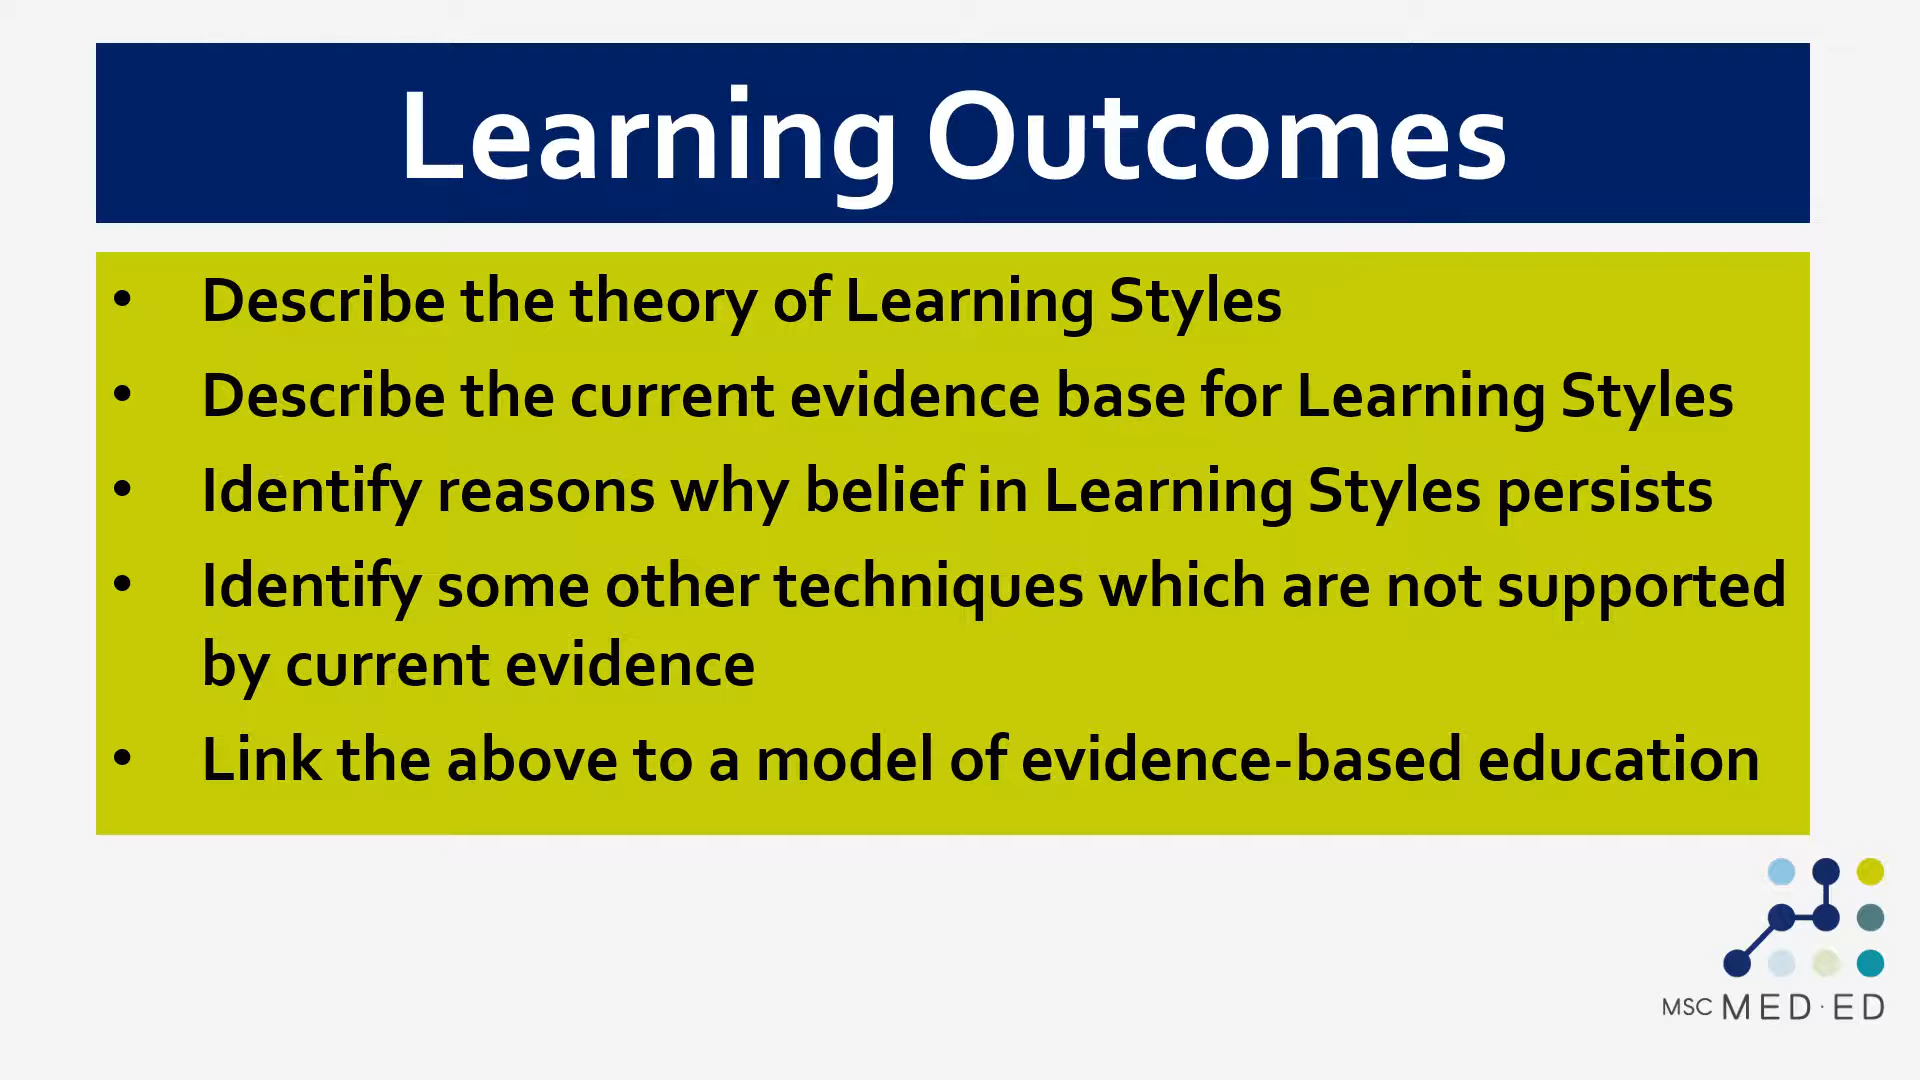 Learning Outcomes
• Describe the theory of Learning Styles
• Describe the current evidence base for Learning Styles
• Identify reasons why belief in Learning Styles persists
• Identify some other techniques which are not supported
by current evidence
• Link the above to a model of evidence-based education
MSC MED·ED